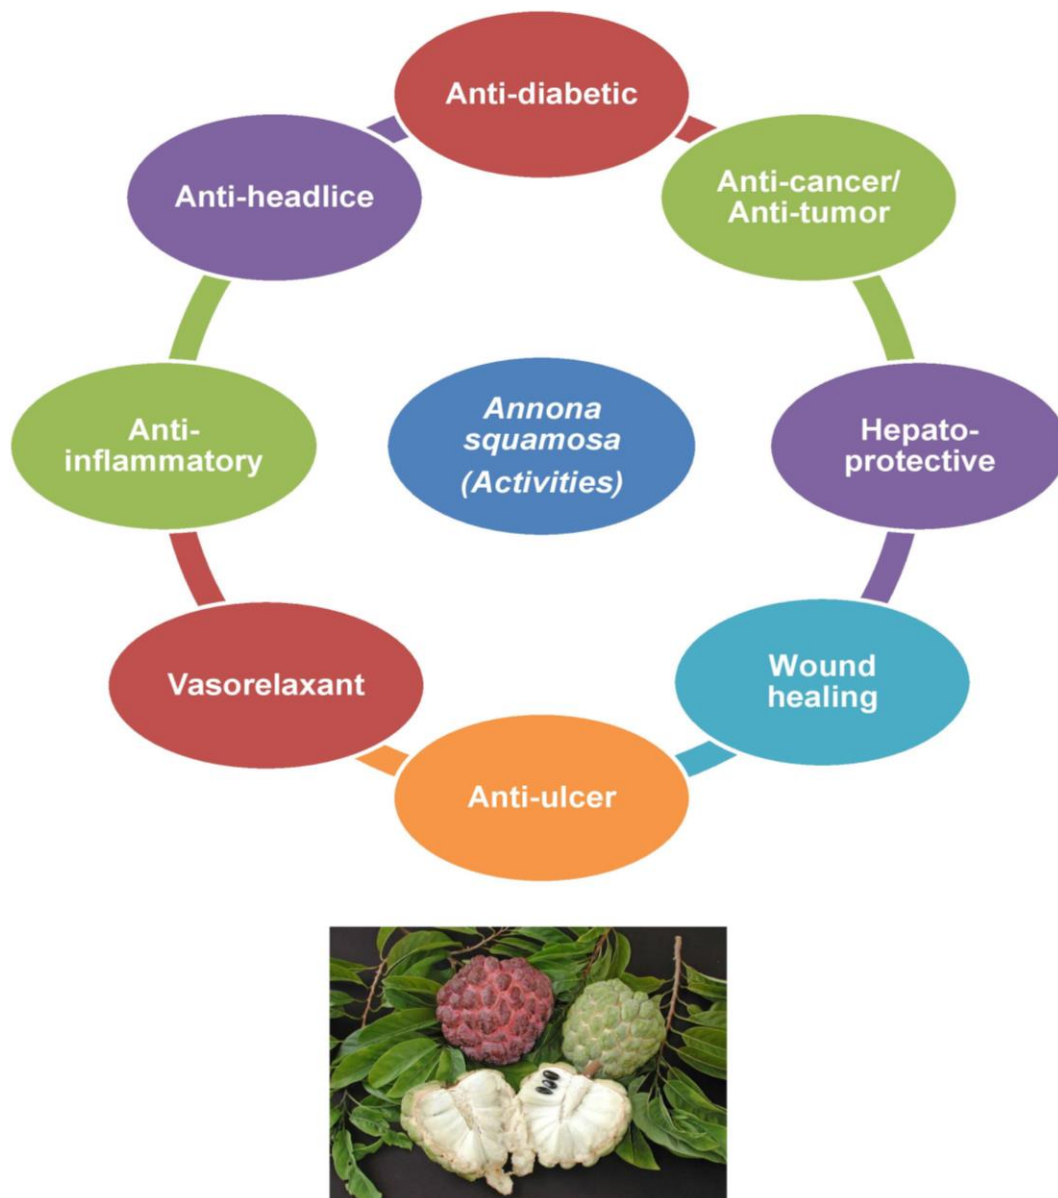 Anti-diabetic
Anti-cancer/
Anti-tumor
Hepato-
protective
Wound
healing
Anti-ulcer
Vasorelaxant
Anti-
inflammatory
Anti-headlice
Annona
squamosa
(Activities)